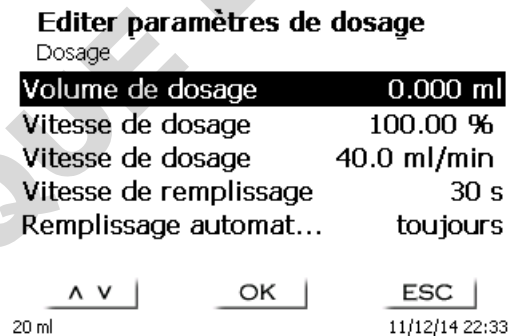 Editer paramètres de dosage
Dosage
Volume de dosage 0.000 ml
Vitesse de dosage 100.00 %
Vitesse de dosage 40.0 ml/min
Vitesse de remplissage 30 s
Remplissage automat... toujours
∧ ∨ OK ESC
20 ml 11/12/14 22:33